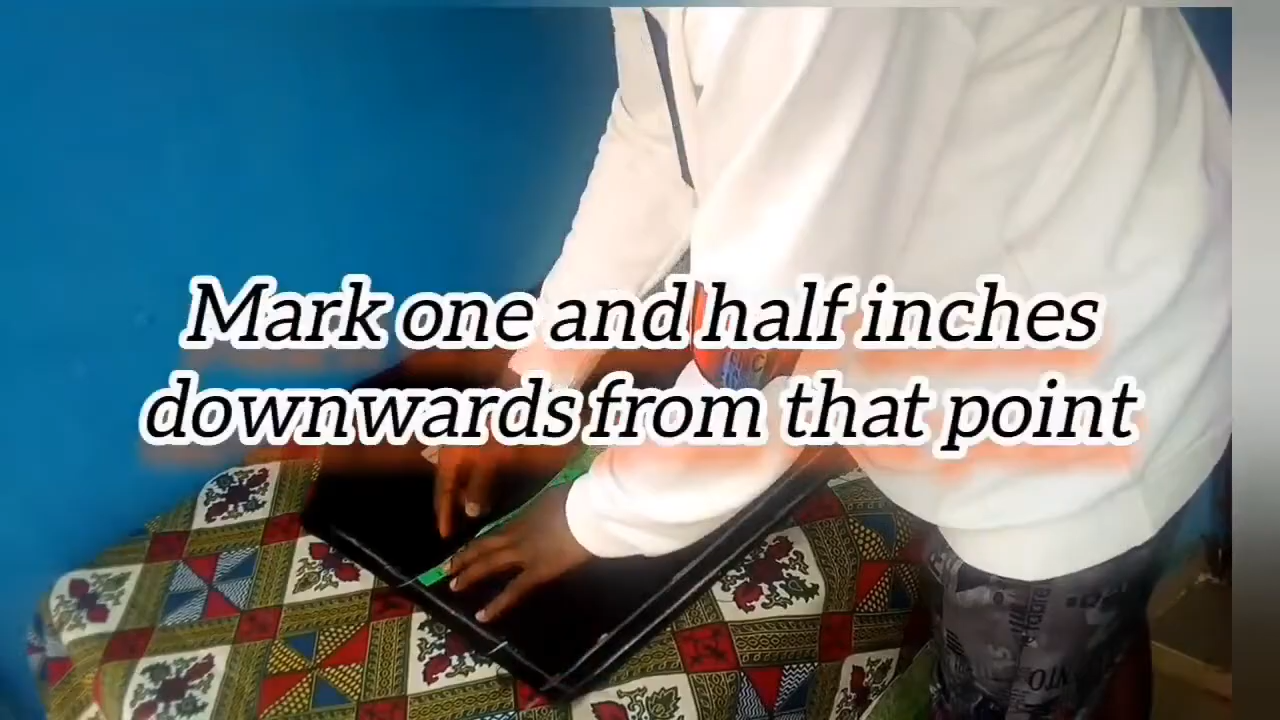 Mark one and half inches
downwards from that point